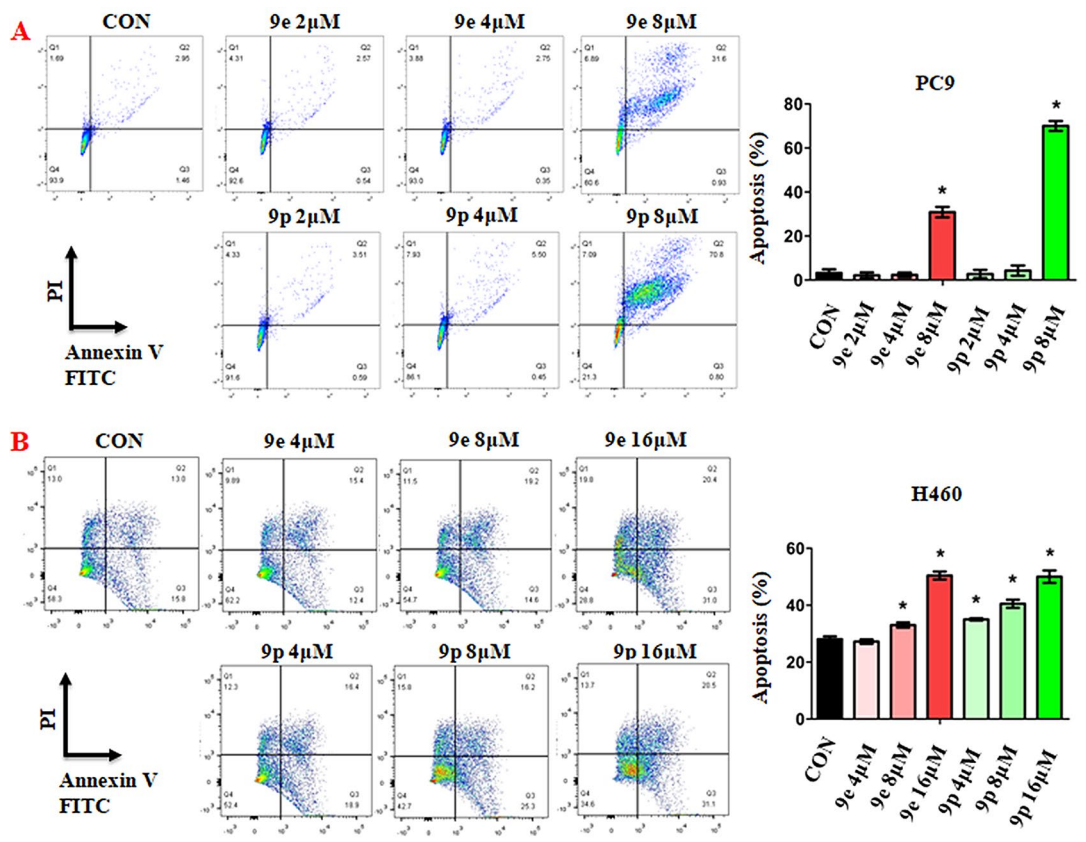 A
CON
9e 2μM
9e 4μM
9e 8μM
Q1
1.69
Q2
2.95
Q4
93.9
Q3
1.46
Q1
4.31
Q2
2.57
Q4
92.6
Q3
0.54
Q1
3.88
Q2
2.75
Q4
93.0
Q3
0.35
Q1
6.89
Q2
31.6
Q4
60.6
Q3
0.93
9p 2μM
9p 4μM
9p 8μM
Q1
4.33
Q2
3.51
Q4
91.6
Q3
0.59
Q1
7.93
Q2
5.50
Q4
86.1
Q3
0.45
Q1
7.09
Q2
70.8
Q4
21.3
Q3
0.80
PI
Annexin V
FITC
PC9
Apoptosis (%)
80
60
40
20
0
*
*
CON
9e 2μM
9e 4μM
9e 8μM
9p 2μM
9p 4μM
9p 8μM
B
CON
9e 4μM
9e 8μM
9e 16μM
Q1
13.0
Q2
13.0
Q4
58.3
Q3
15.8
Q1
9.89
Q2
15.4
Q4
62.2
Q3
12.4
Q1
11.5
Q2
19.2
Q4
54.7
Q3
14.6
Q1
19.8
Q2
20.4
Q4
28.8
Q3
31.0
9p 4μM
9p 8μM
9p 16μM
Q1
12.3
Q2
16.4
Q4
52.4
Q3
18.9
Q1
15.8
Q2
16.2
Q4
42.7
Q3
25.3
Q1
13.7
Q2
20.5
Q4
34.6
Q3
31.1
PI
Annexin V
FITC
H460
Apoptosis (%)
60
40
20
0
*
*
*
*
*
CON
9e 4μM
9e 8μM
9e 16μM
9p 4μM
9p 8μM
9p 16μM